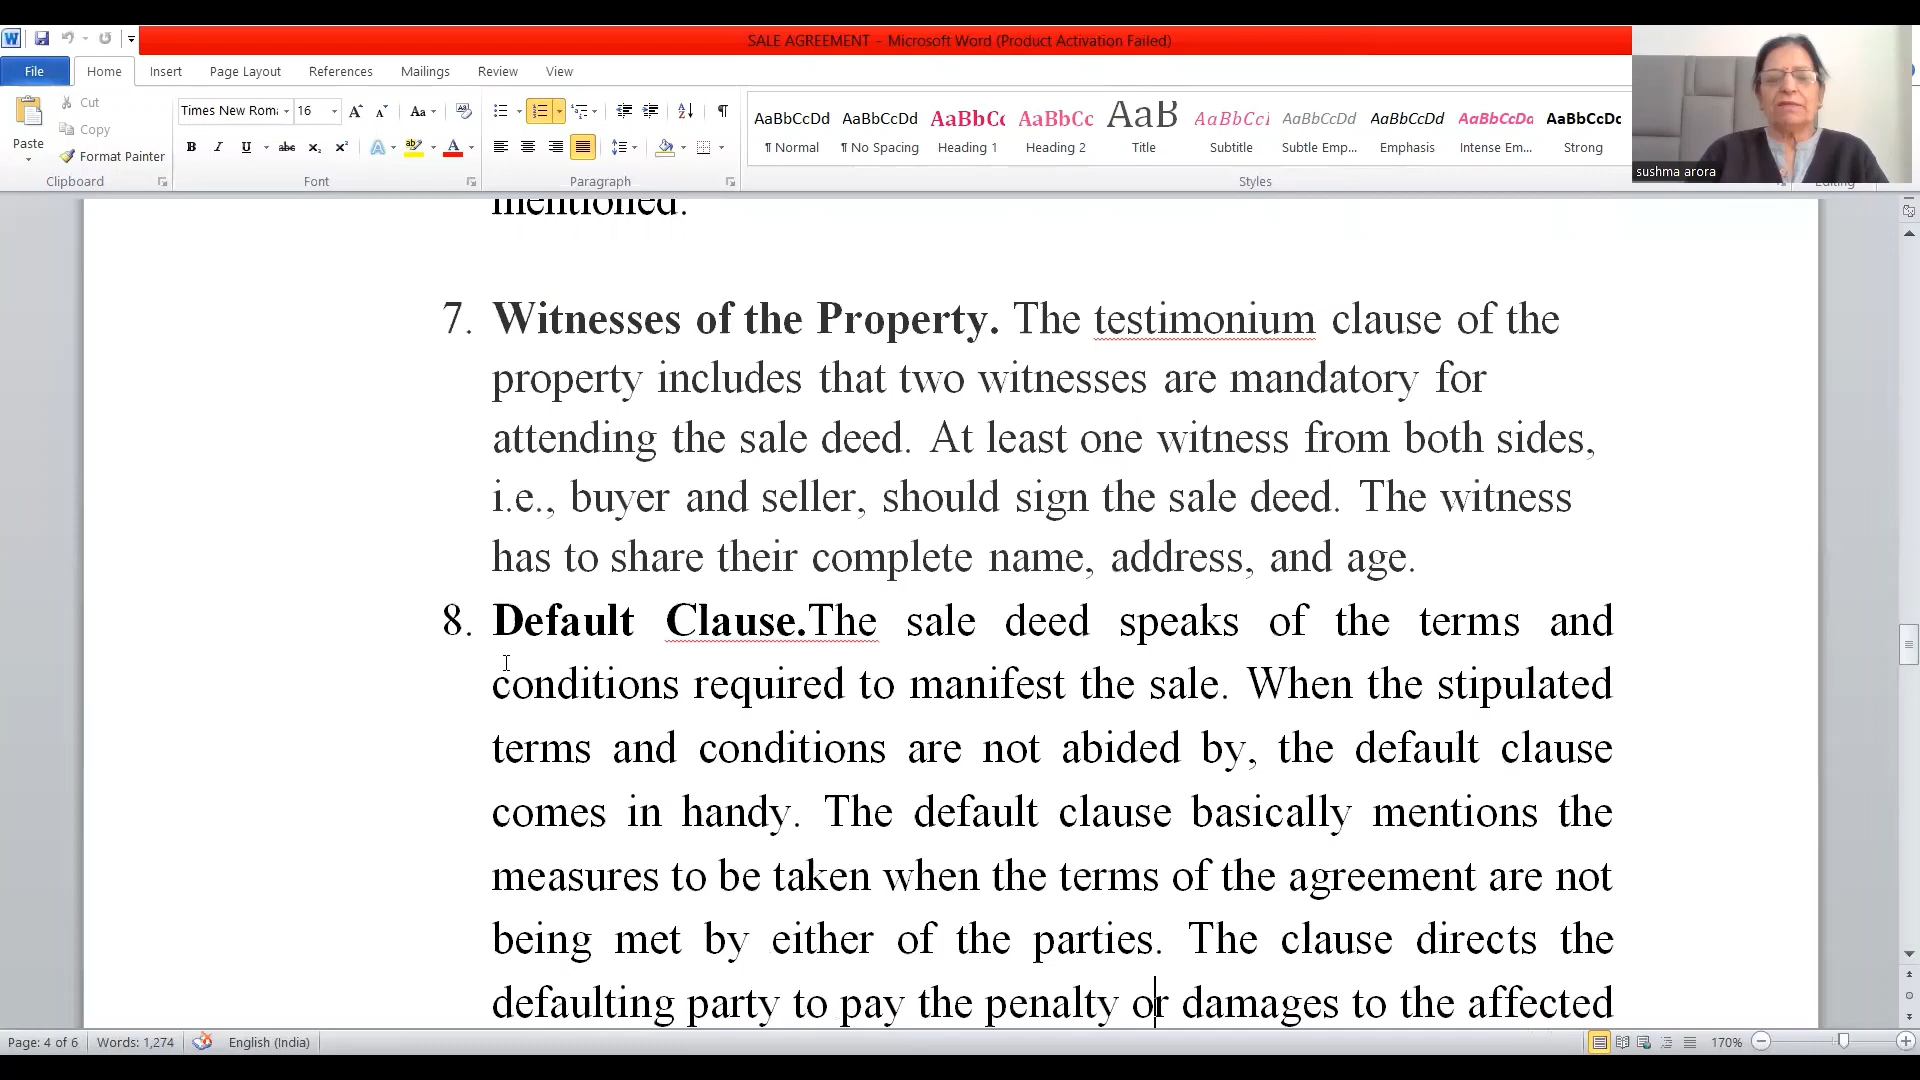 SALE AGREEMENT - Microsoft Word (Product Activation Failed)
File Home Insert Page Layout References Mailings Review View
Paste
Cut
Copy
Format Painter
Clipboard
Times New Roma 16
Font
Paragraph
AaBbCcDd AaBbCcDd AaBbCc AaBbCc AaB AaBbCcI AaBbCcDd AaBbCcDd AaBbCcDd AaBbCcDc
¶ Normal ¶ No Spacing Heading 1 Heading 2 Title Subtitle Subtle Emp... Emphasis Intense Em... Strong
Styles
Editing
sushma arora
mentioned.
7. Witnesses of the Property. The testimonium clause of the
property includes that two witnesses are mandatory for
attending the sale deed. At least one witness from both sides,
i.e., buyer and seller, should sign the sale deed. The witness
has to share their complete name, address, and age.
8. Default Clause.The sale deed speaks of the terms and
conditions required to manifest the sale. When the stipulated
terms and conditions are not abided by, the default clause
comes in handy. The default clause basically mentions the
measures to be taken when the terms of the agreement are not
being met by either of the parties. The clause directs the
defaulting party to pay the penalty or damages to the affected
Page: 4 of 6 Words: 1,274 English (India) 170%